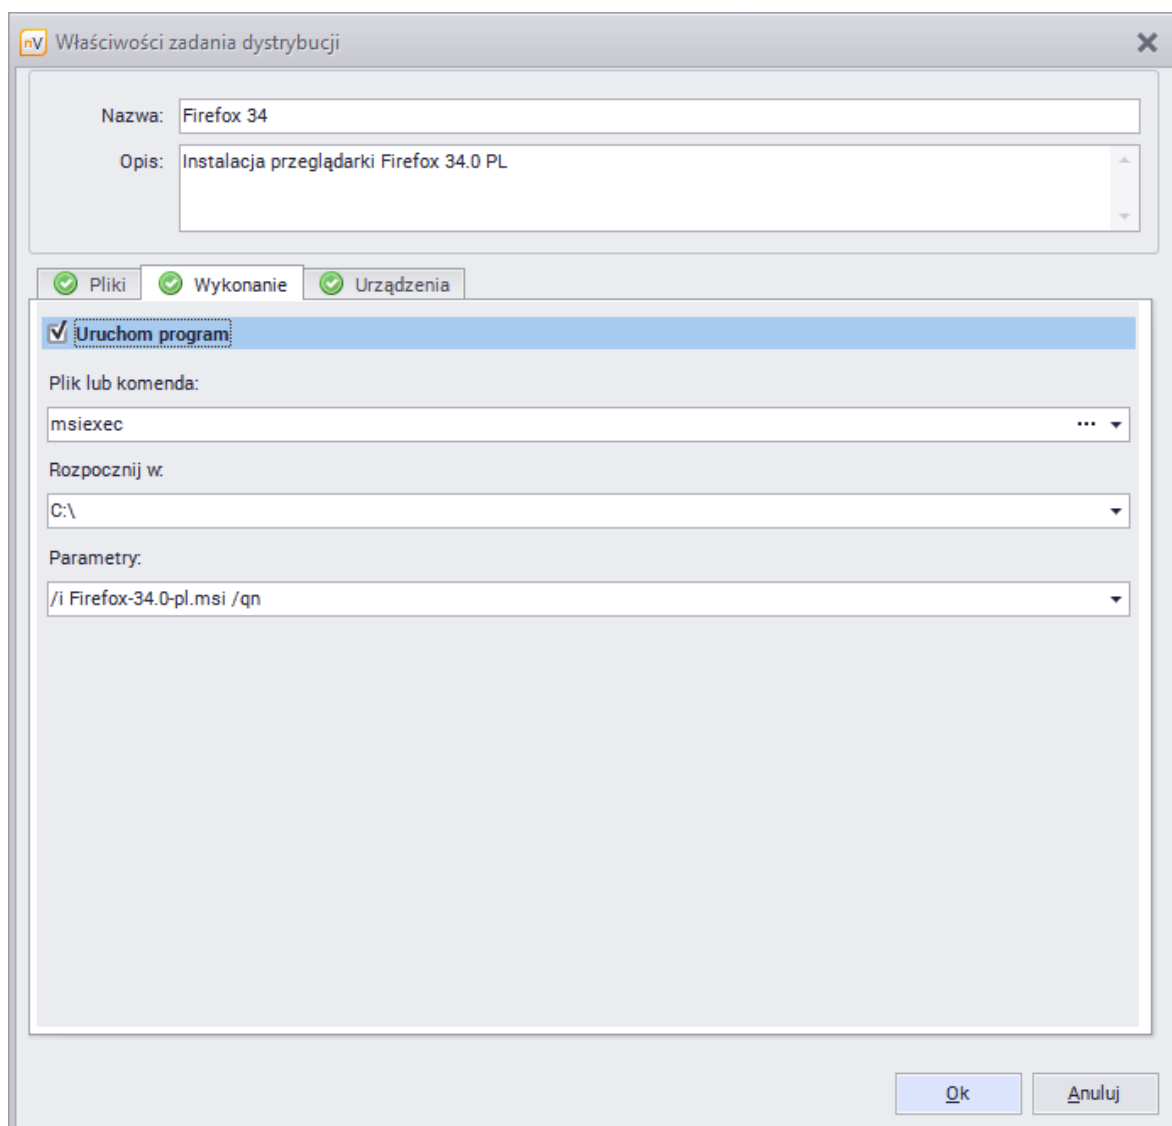 nV Właściwości zadania dystrybucji
Nazwa: Firefox 34
Opis: Instalacja przeglądarki Firefox 34.0 PL
Pliki Wykonanie Urządzenia
Uruchom program
Plik lub komenda:
msiexec ...
Rozpocznij w:
C:\
Parametry:
/i Firefox-34.0-pl.msi /qn
Ok Anuluj